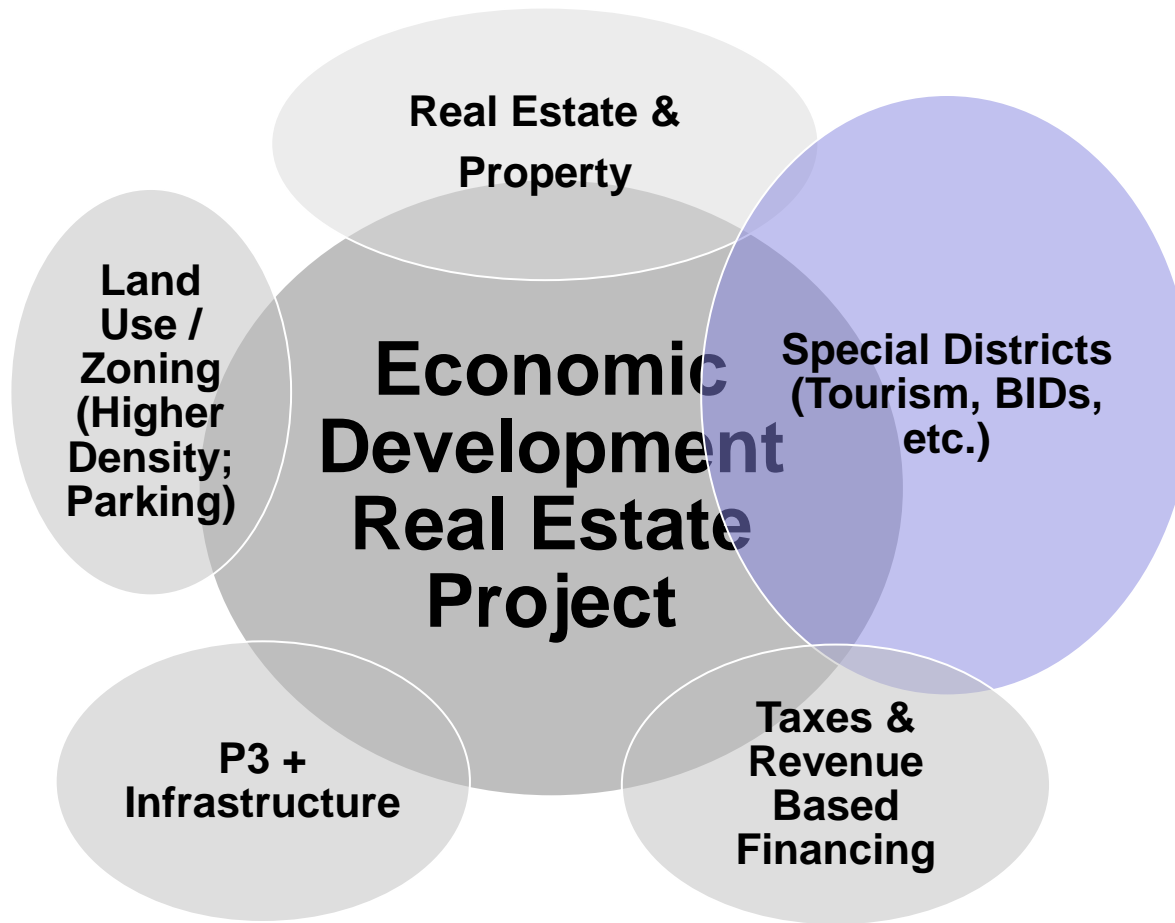 Real Estate &
Property
Land
Use /
Zoning
(Higher
Density;
Parking)
Economic
Development
Real Estate
Project
Special Districts
(Tourism, BIDs,
etc.)
P3 +
Infrastructure
Taxes &
Revenue
Based
Financing